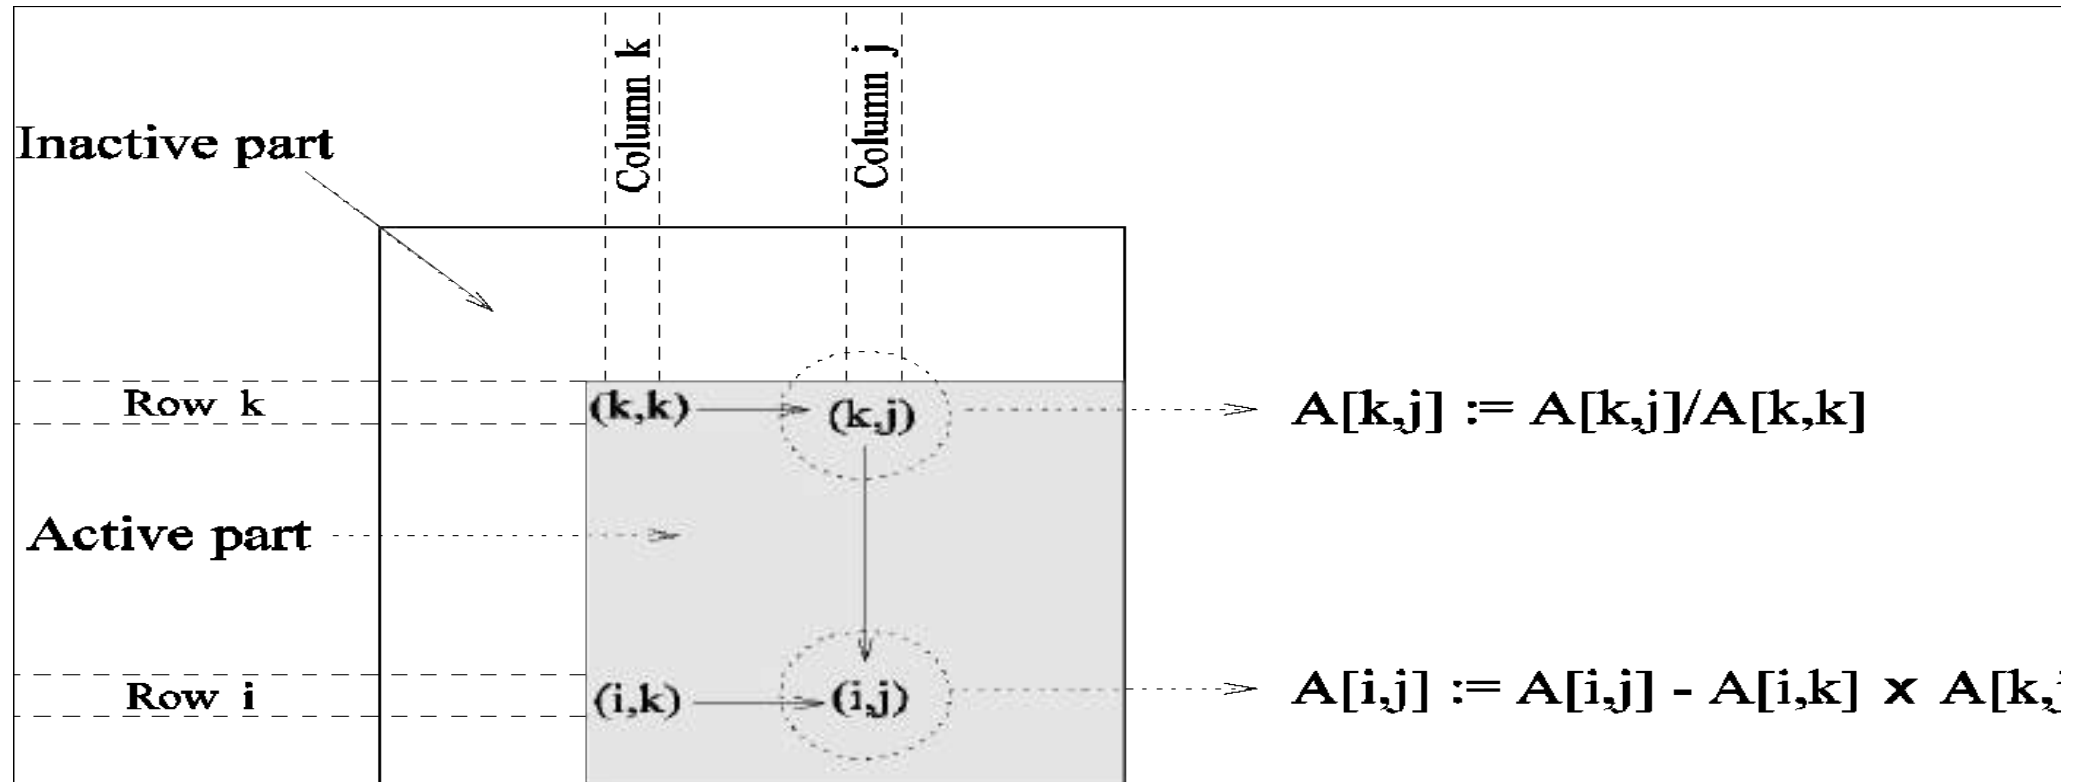 Column k
Column j
Inactive part
Row k
(k,k)
(k,j)
A[k,j] := A[k,j]/A[k,k]
Active part
Row i
(i,k)
(i,j)
A[i,j] := A[i,j] - A[i,k] x A[k,j